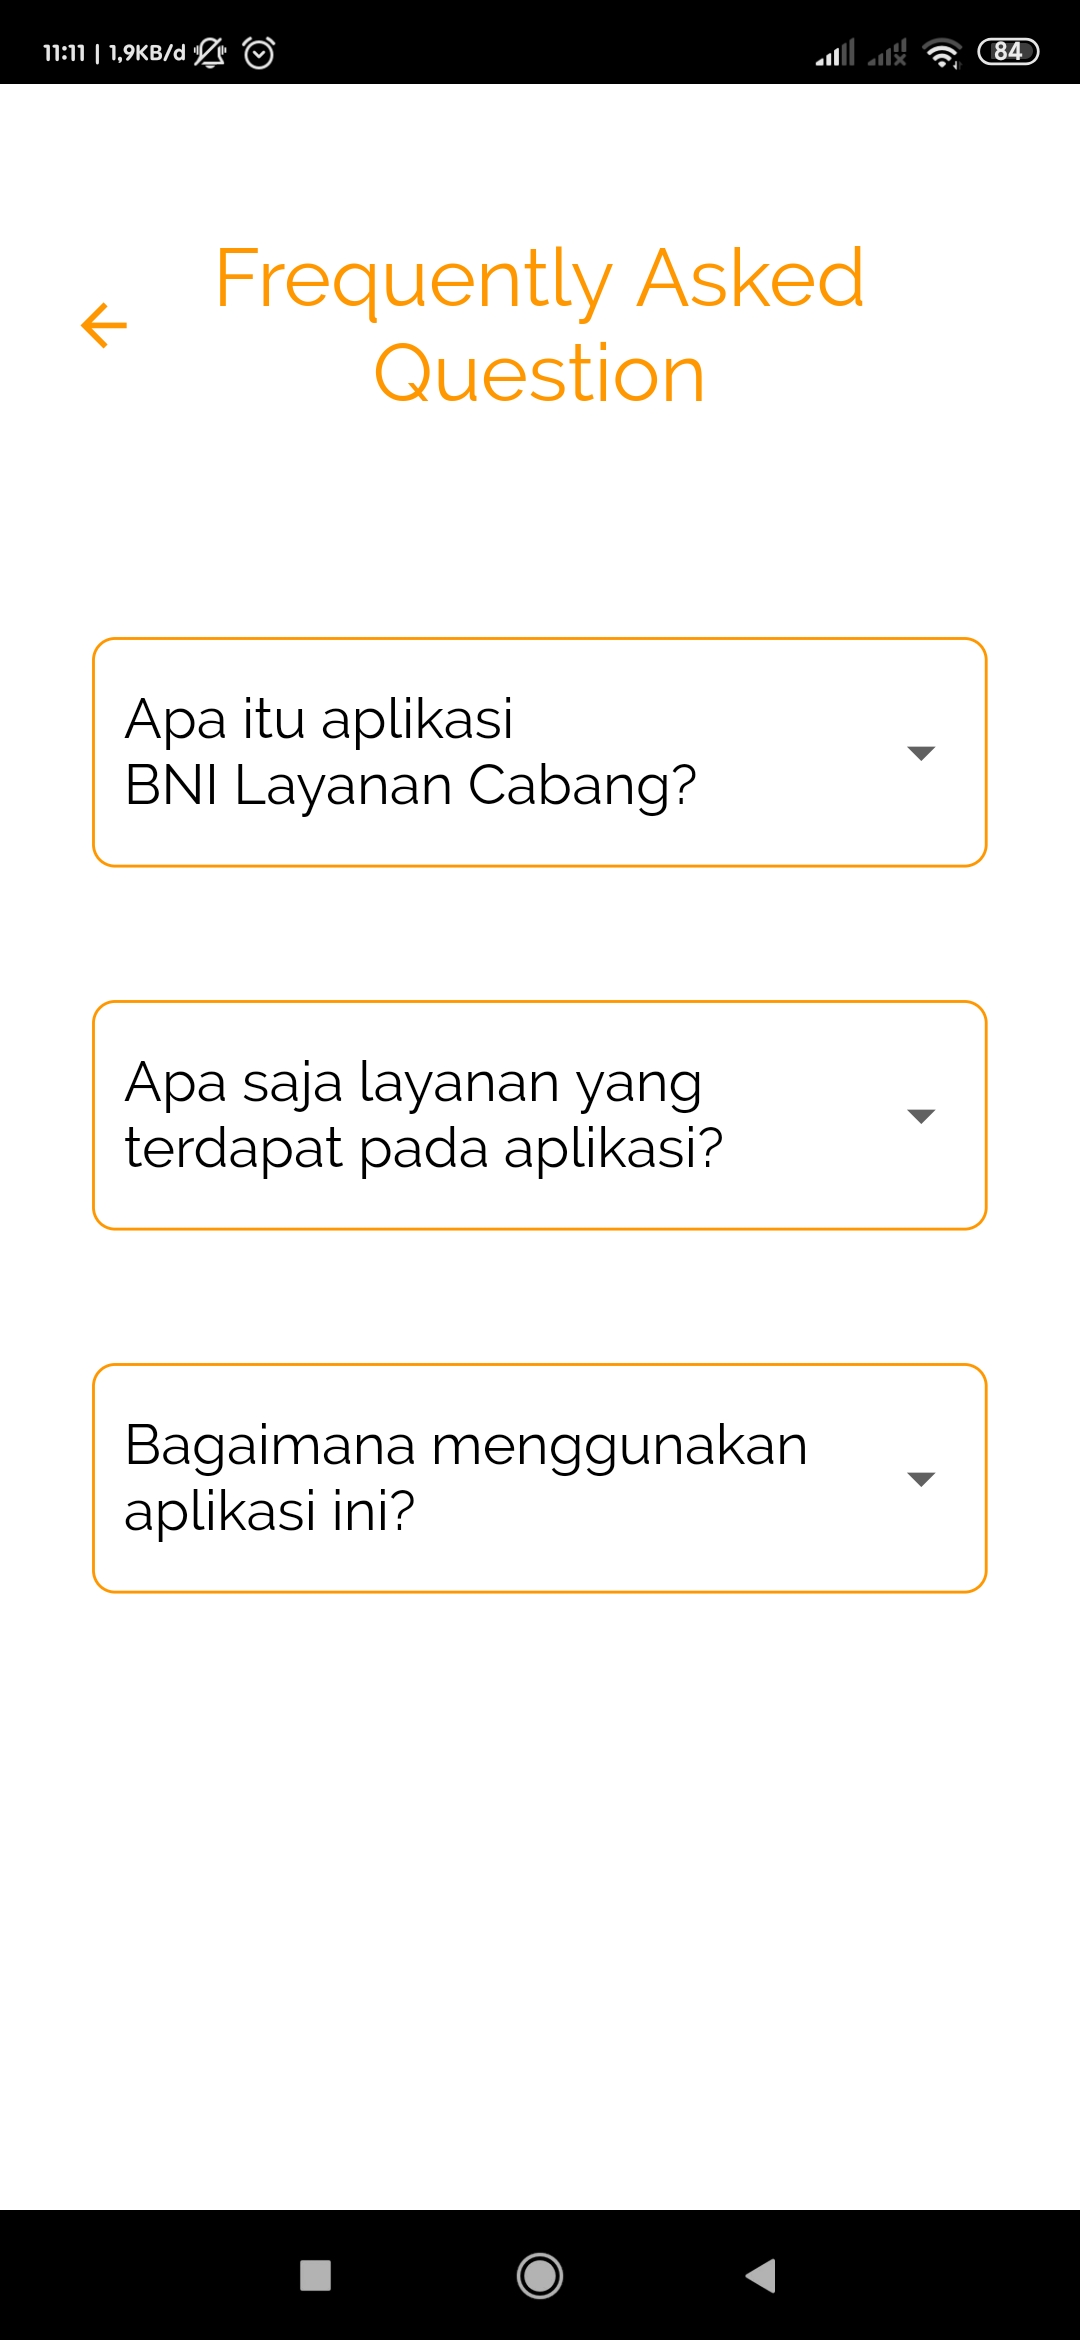 11:11 | 1,9KB/d
84
Frequently Asked
Question
Apa itu aplikasi
BNI Layanan Cabang?
Apa saja layanan yang
terdapat pada aplikasi?
Bagaimana menggunakan
aplikasi ini?